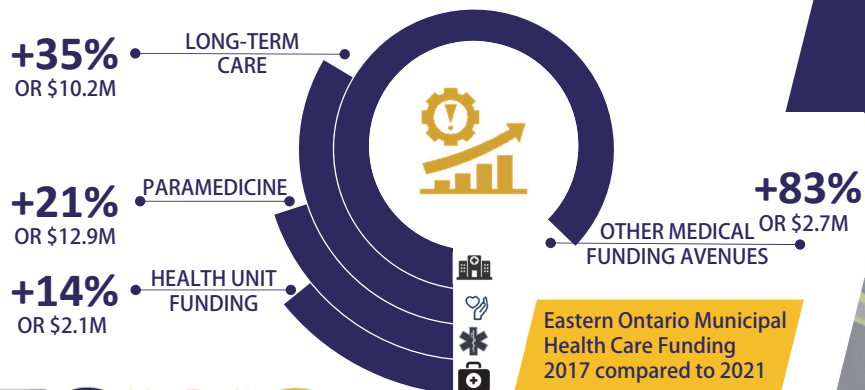 +35%
OR $10.2M
LONG-TERM
CARE
+21%
OR $12.9M
PARAMEDICINE
+14%
OR $2.1M
HEALTH UNIT
FUNDING
+83%
OR $2.7M
OTHER MEDICAL
FUNDING AVENUES
Eastern Ontario Municipal
Health Care Funding
2017 compared to 2021